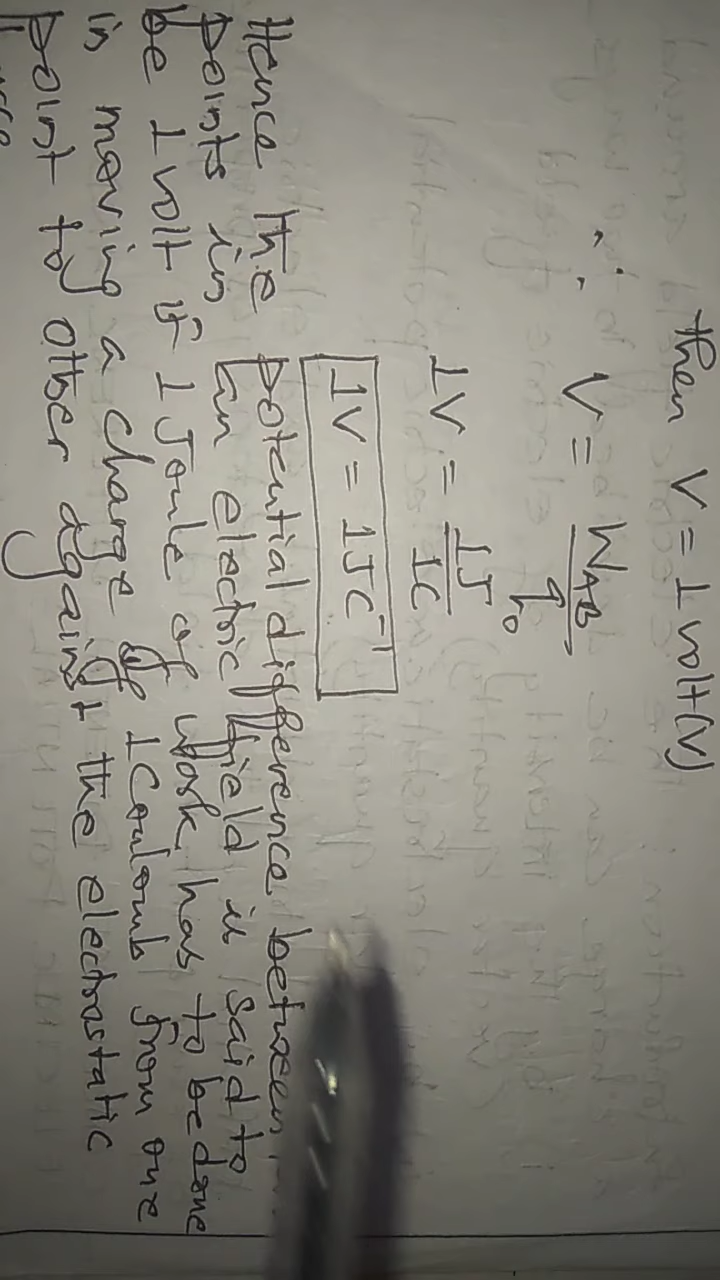 then V = 1 volt (V)
∴ V = W_AB / q₀
1V = 1J / 1C
1V = 1JC⁻¹
Hence the potential difference between
points in an electric field is said to
be 1 volt if 1 Joule of work has to be done
in moving a charge of 1 Coulomb from one
point to other against the electrostatic